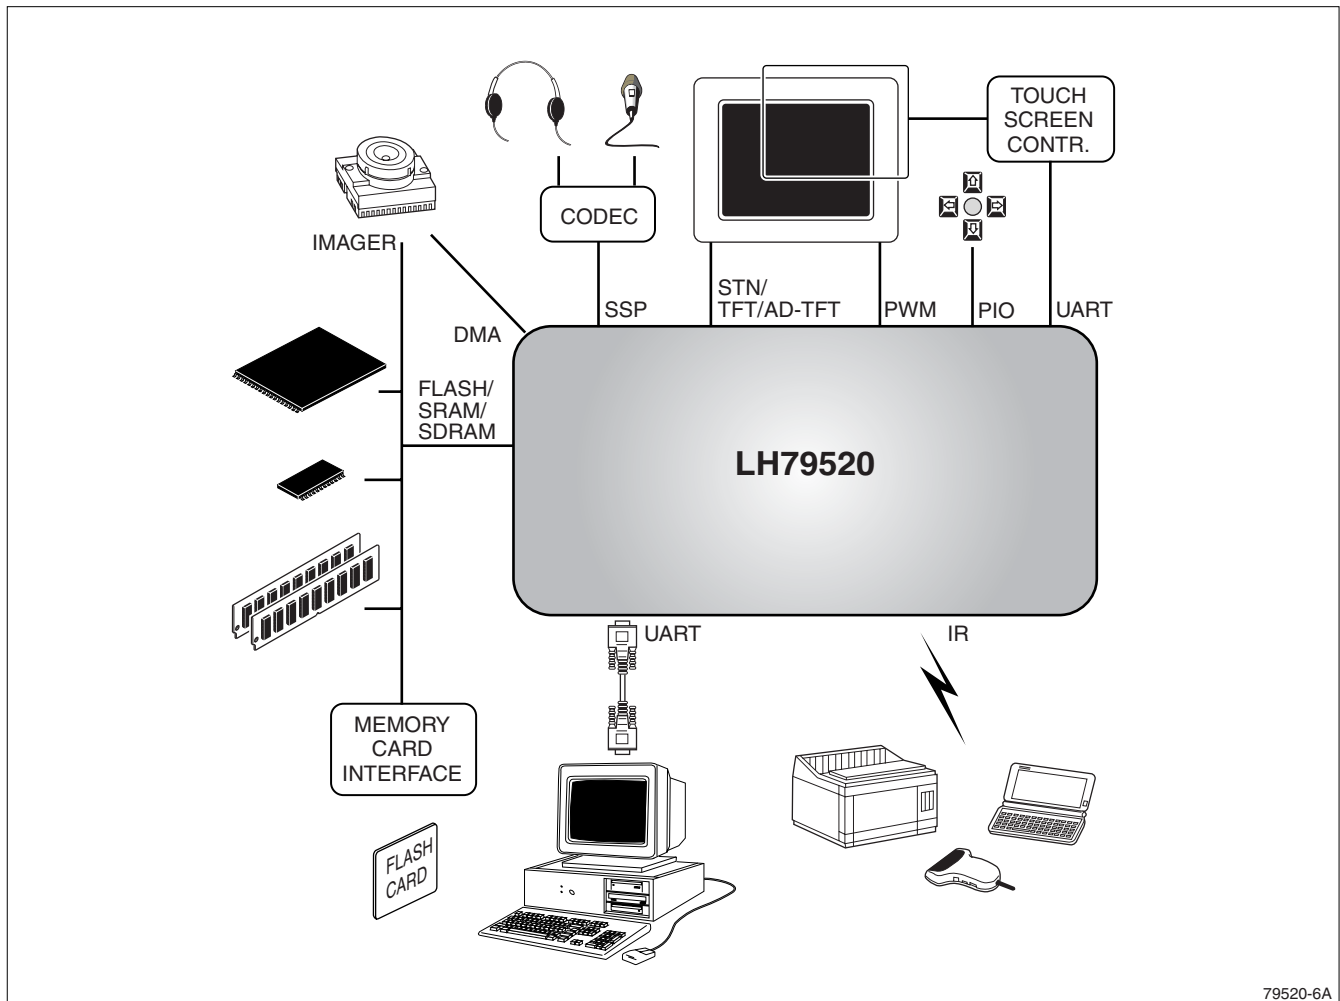 TOUCH
SCREEN
CONTR.
CODEC
IMAGER
STN/
TFT/AD-TFT
SSP
PWM
PIO
UART
DMA
FLASH/
SRAM/
SDRAM
LH79520
UART
IR
MEMORY
CARD
INTERFACE
FLASH
CARD
79520-6A